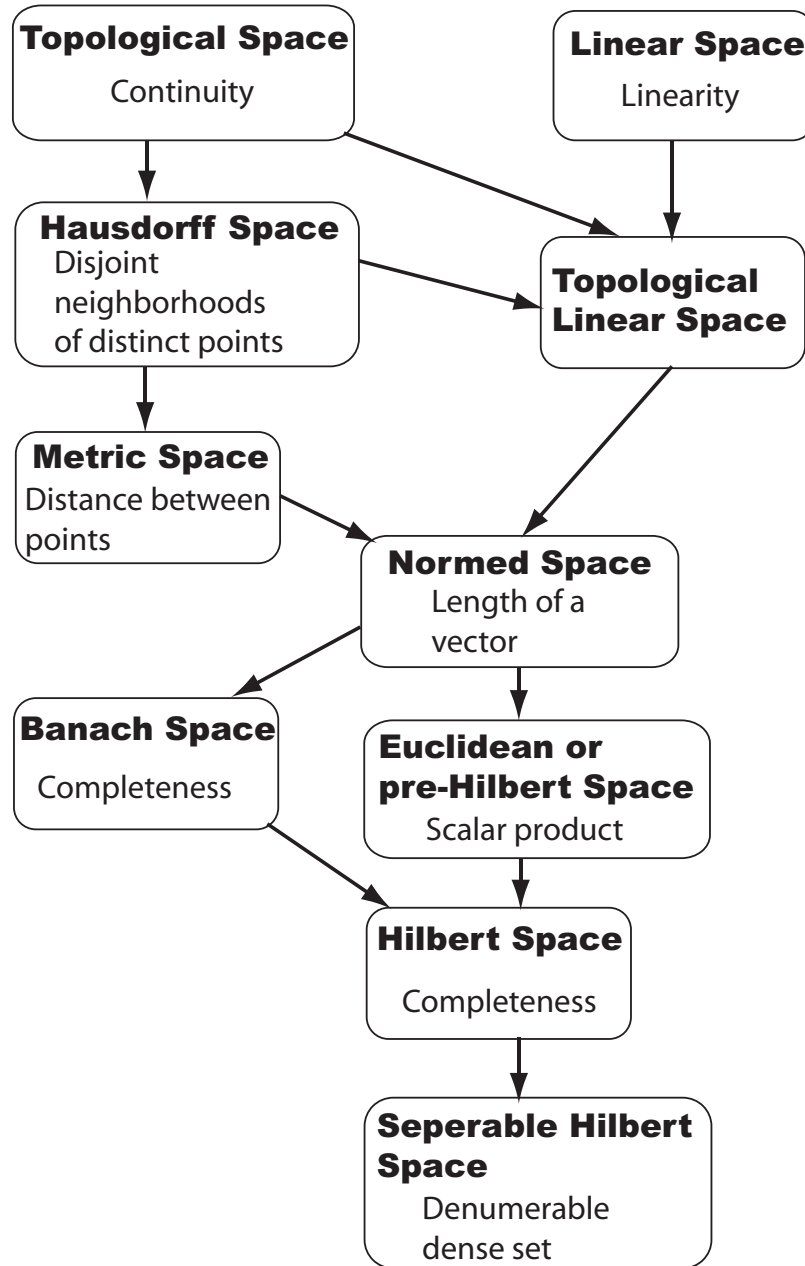 Topological Space
Continuity
Linear Space
Linearity
Hausdorff Space
Disjoint
neighborhoods
of distinct points
Topological
Linear Space
Metric Space
Distance between
points
Normed Space
Length of a
vector
Banach Space
Completeness
Euclidean or
pre-Hilbert Space
Scalar product
Hilbert Space
Completeness
Seperable Hilbert
Space
Denumerable
dense set